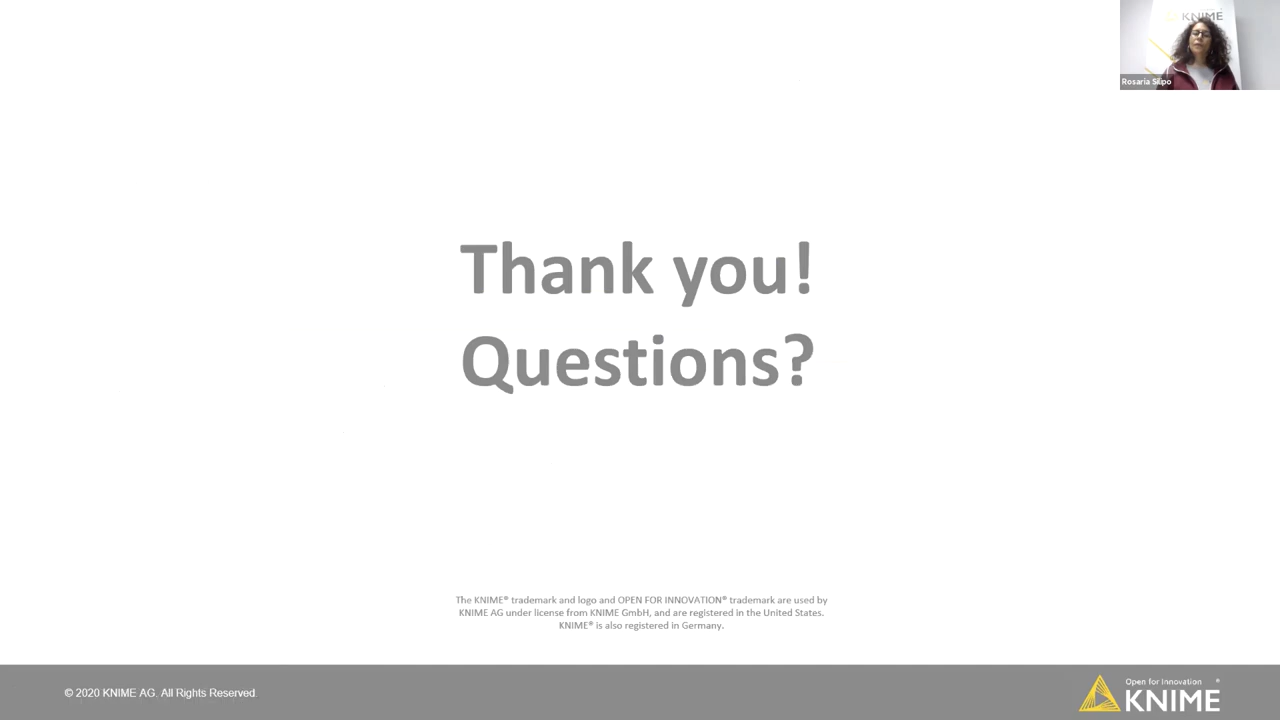 KNIME
Rosaria Silipo
Thank you!
Questions?
The KNIME® trademark and logo and OPEN FOR INNOVATION® trademark are used by
KNIME AG under license from KNIME GmbH, and are registered in the United States.
KNIME® is also registered in Germany.
© 2020 KNIME AG. All Rights Reserved.
Open for Innovation ®
KNIME